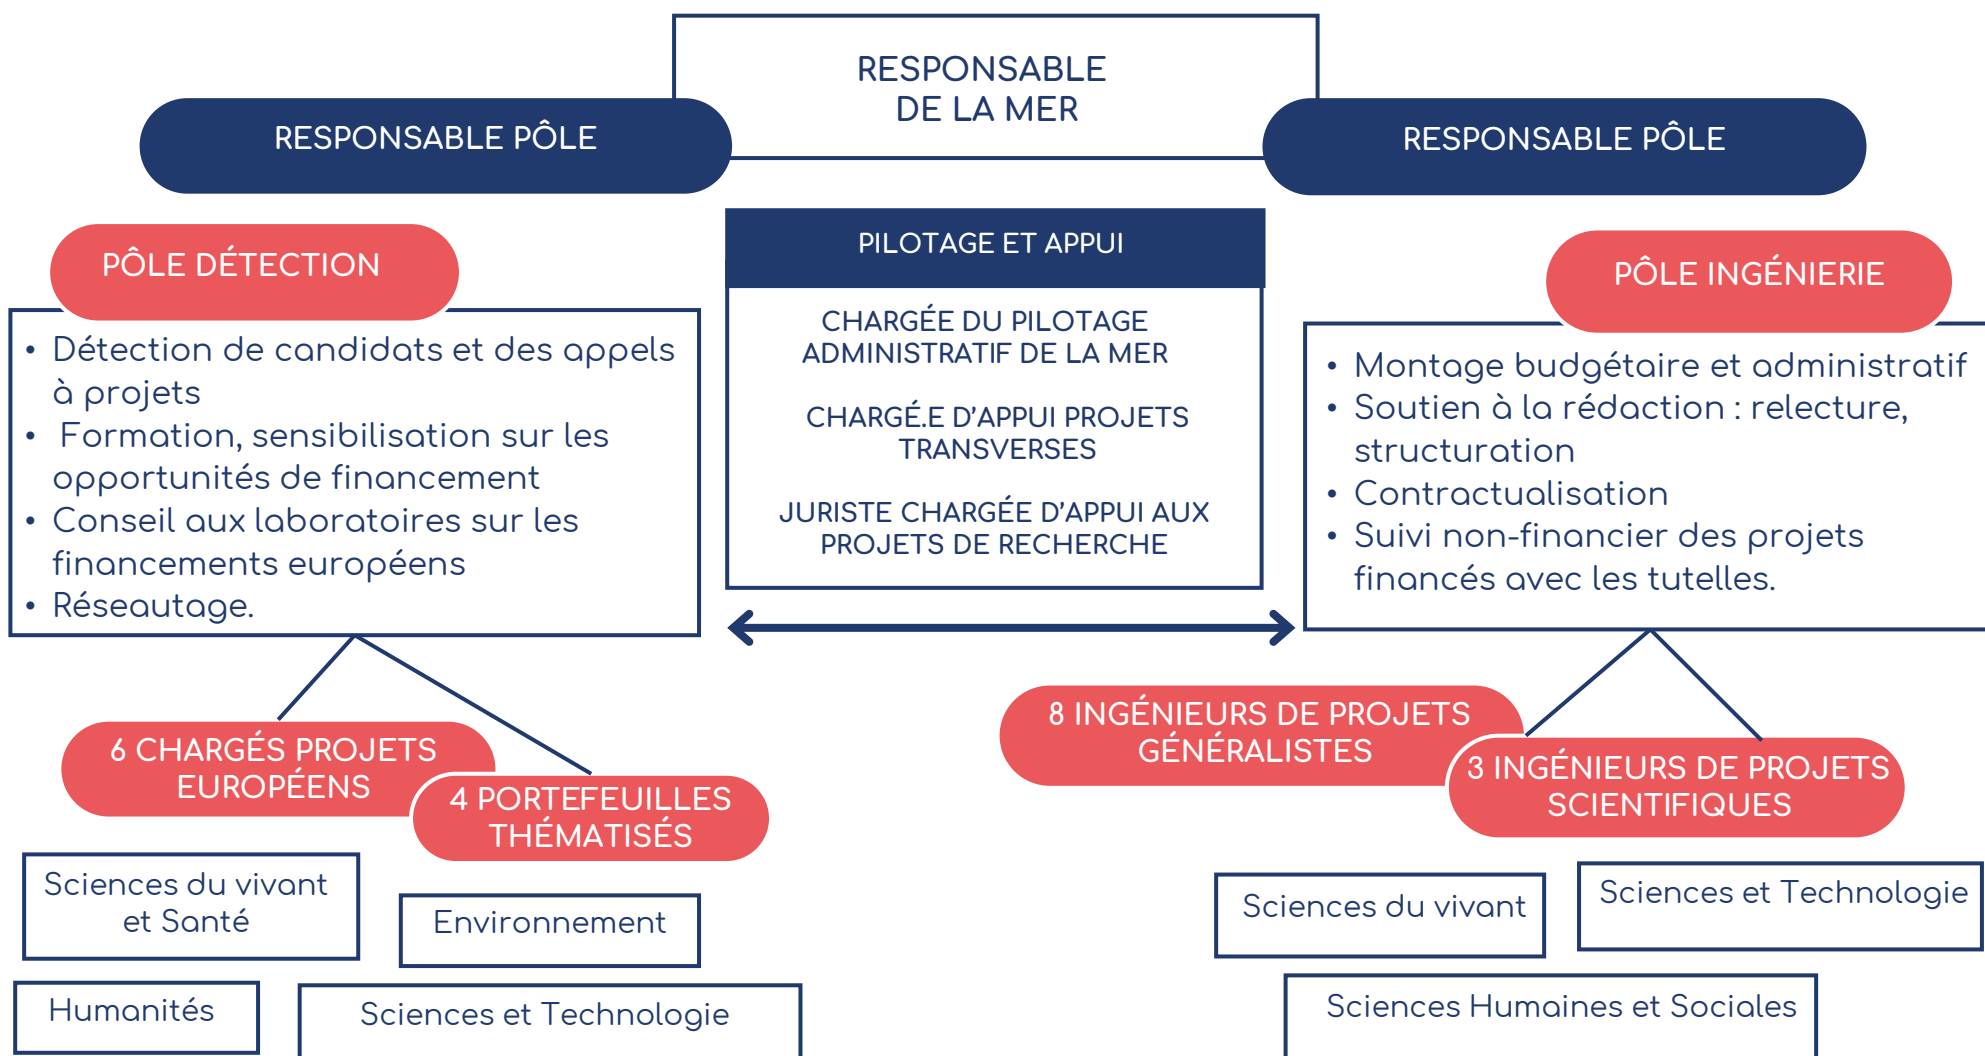 RESPONSABLE
DE LA MER
RESPONSABLE PÔLE
RESPONSABLE PÔLE
PÔLE DÉTECTION
• Détection de candidats et des appels
à projets
• Formation, sensibilisation sur les
opportunités de financement
• Conseil aux laboratoires sur les
financements européens
• Réseautage.
PILOTAGE ET APPUI
CHARGÉE DU PILOTAGE
ADMINISTRATIF DE LA MER
CHARGÉ.E D'APPUI PROJETS
TRANSVERSES
JURISTE CHARGÉE D'APPUI AUX
PROJETS DE RECHERCHE
PÔLE INGÉNIERIE
• Montage budgétaire et administratif
• Soutien à la rédaction : relecture,
structuration
• Contractualisation
• Suivi non-financier des projets
financés avec les tutelles.
6 CHARGÉS PROJETS
EUROPÉENS
4 PORTEFEUILLES
THÉMATISÉS
Sciences du vivant
et Santé
Environnement
Humanités
Sciences et Technologie
8 INGÉNIEURS DE PROJETS
GÉNÉRALISTES
3 INGÉNIEURS DE PROJETS
SCIENTIFIQUES
Sciences du vivant
Sciences et Technologie
Sciences Humaines et Sociales